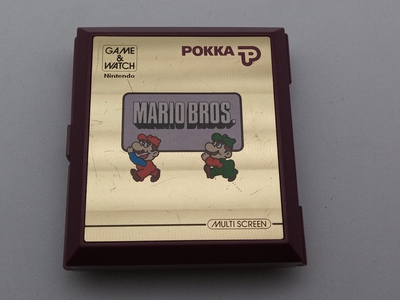 GAME
& WATCH
Nintendo
POKKA
MARIO BROS.
MULTI SCREEN